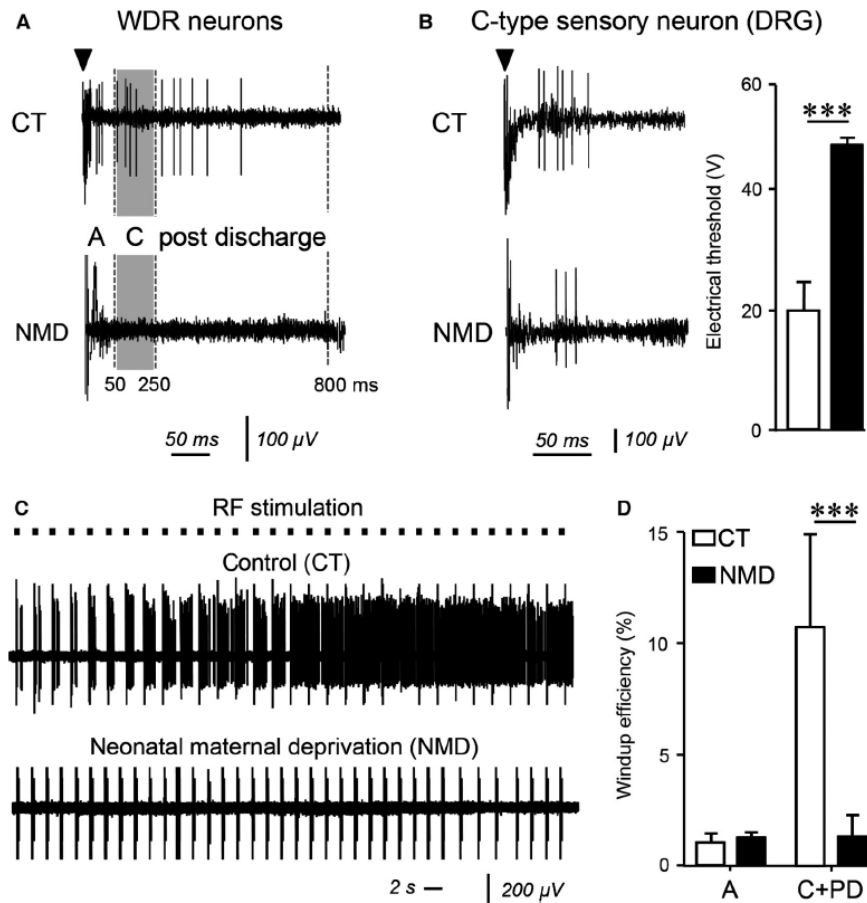 A WDR neurons
B C-type sensory neuron (DRG)
CT
CT
A C post discharge
NMD
NMD
50 250 800 ms
50 ms 100 µV
50 ms 100 µV
60
40
20
0
Electrical threshold (V)
***
C RF stimulation
Control (CT)
Neonatal maternal deprivation (NMD)
2 s 200 µV
D
15
10
5
0
Windup efficiency (%)
CT
NMD
***
A C+PD